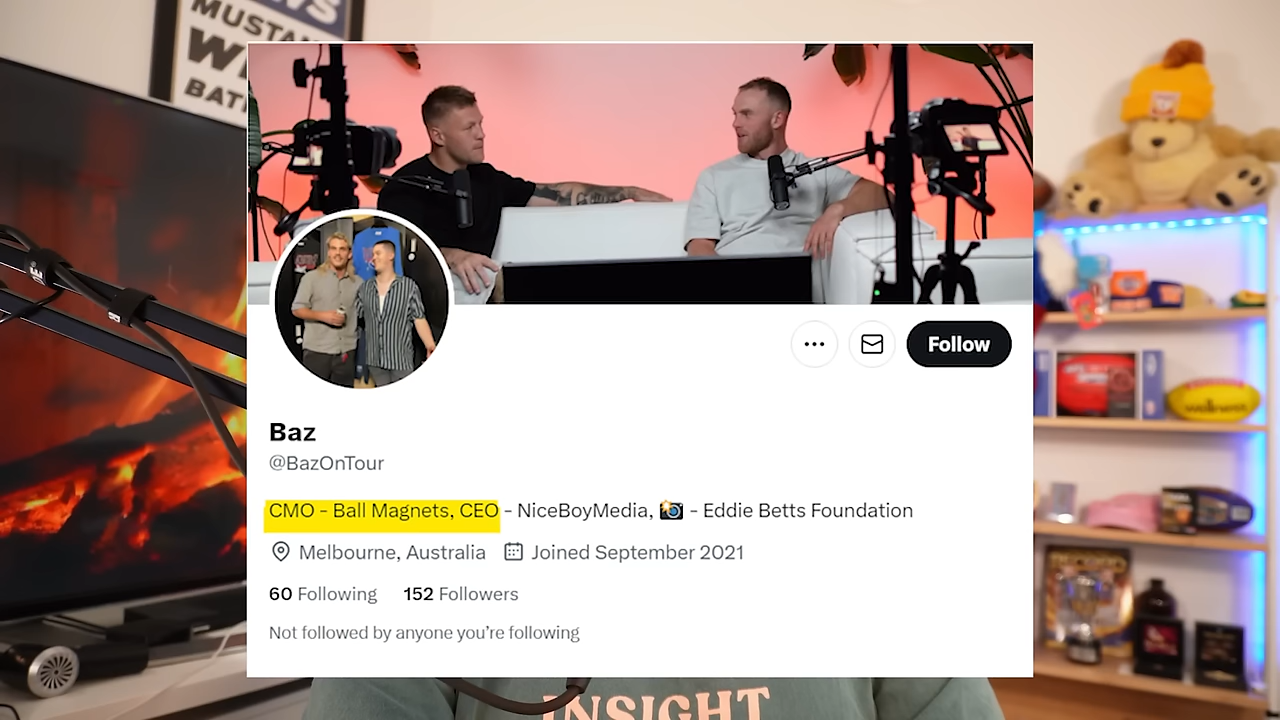 MUSTAN
BAT
Follow
Baz
@BazOnTour
CMO - Ball Magnets, CEO - NiceBoyMedia, 📸 - Eddie Betts Foundation
Melbourne, Australia Joined September 2021
60 Following 152 Followers
Not followed by anyone you're following
INSIGHT